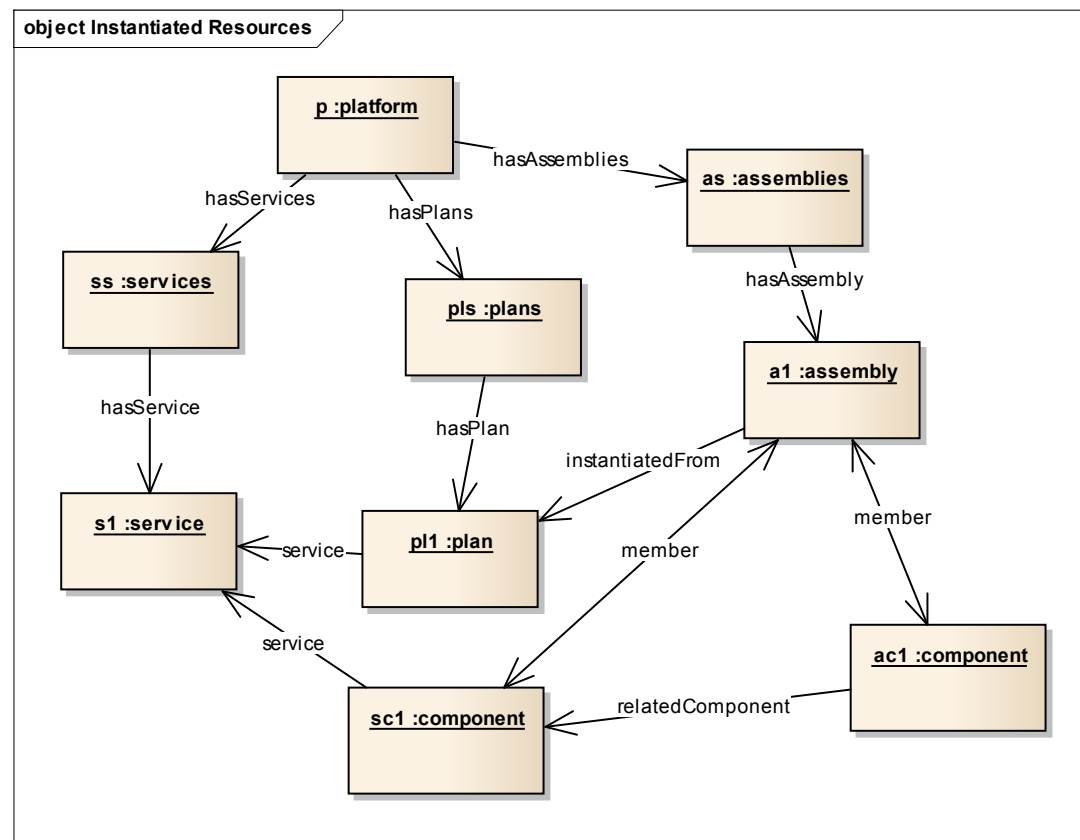 object Instantiated Resources
p :platform
hasAssemblies
as :assemblies
hasServices
hasPlans
ss :services
hasAssembly
pls :plans
a1 :assembly
hasService
hasPlan
instantiatedFrom
s1 :service
service
pl1 :plan
member
member
service
ac1 :component
relatedComponent
sc1 :component